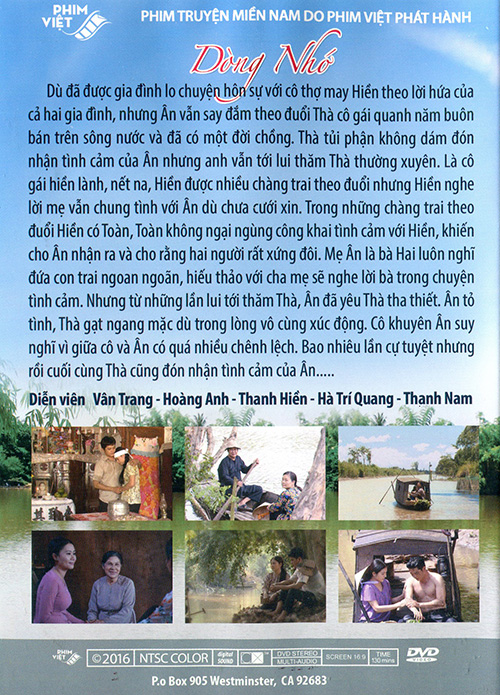 PHIM
VIỆT
PHIM TRUYỆN MIỀN NAM DO PHIM VIỆT PHÁT HÀNH
Dòng Nhớ
Dù đã được gia đình lo chuyện hôn sự với cô thợ may Hiền theo lời hứa của
cả hai gia đình, nhưng Ân vẫn say đắm theo đuổi Thà cô gái quanh năm buôn
bán trên sông nước và đã có một đời chồng. Thà tủi phận không dám đón
nhận tình cảm của Ân nhưng anh vẫn tới lui thăm Thà thường xuyên. Là cô
gái hiền lành, nết na, Hiền được nhiều chàng trai theo đuổi nhưng Hiền nghe
lời mẹ vẫn chung tình với Ân dù chưa cưới xin. Trong những chàng trai theo
đuổi Hiền có Toàn, Toàn không ngại ngùng công khai tình cảm với Hiền, khiến
cho Ân nhận ra và cho rằng hai người rất xứng đôi. Mẹ Ân là bà Hai luôn nghĩ
đứa con trai ngoan ngoãn, hiếu thảo với cha mẹ sẽ nghe lời bà trong chuyện
tình cảm. Nhưng từ những lần lui tới thăm Thà, Ân đã yêu Thà tha thiết. Ân tỏ
tình, Thà gạt ngang mặc dù trong lòng vô cùng xúc động. Cô khuyên Ân suy
nghĩ vì giữa cô và Ân có quá nhiều chênh lệch. Bao nhiêu lần cự tuyệt nhưng
rồi cuối cùng Thà cũng đón nhận tình cảm của Ân.....
Diễn viên Vân Trang - Hoàng Anh - Thanh Hiền - Hà Trí Quang - Thanh Nam
PHIM
VIỆT
©2016 NTSC COLOR digital SOUND DVD STEREO MULTI-AUDIO SCREEN 16:9 TIME 130 mins DVD VIDEO
P.o Box 905 Westminster, CA 92683